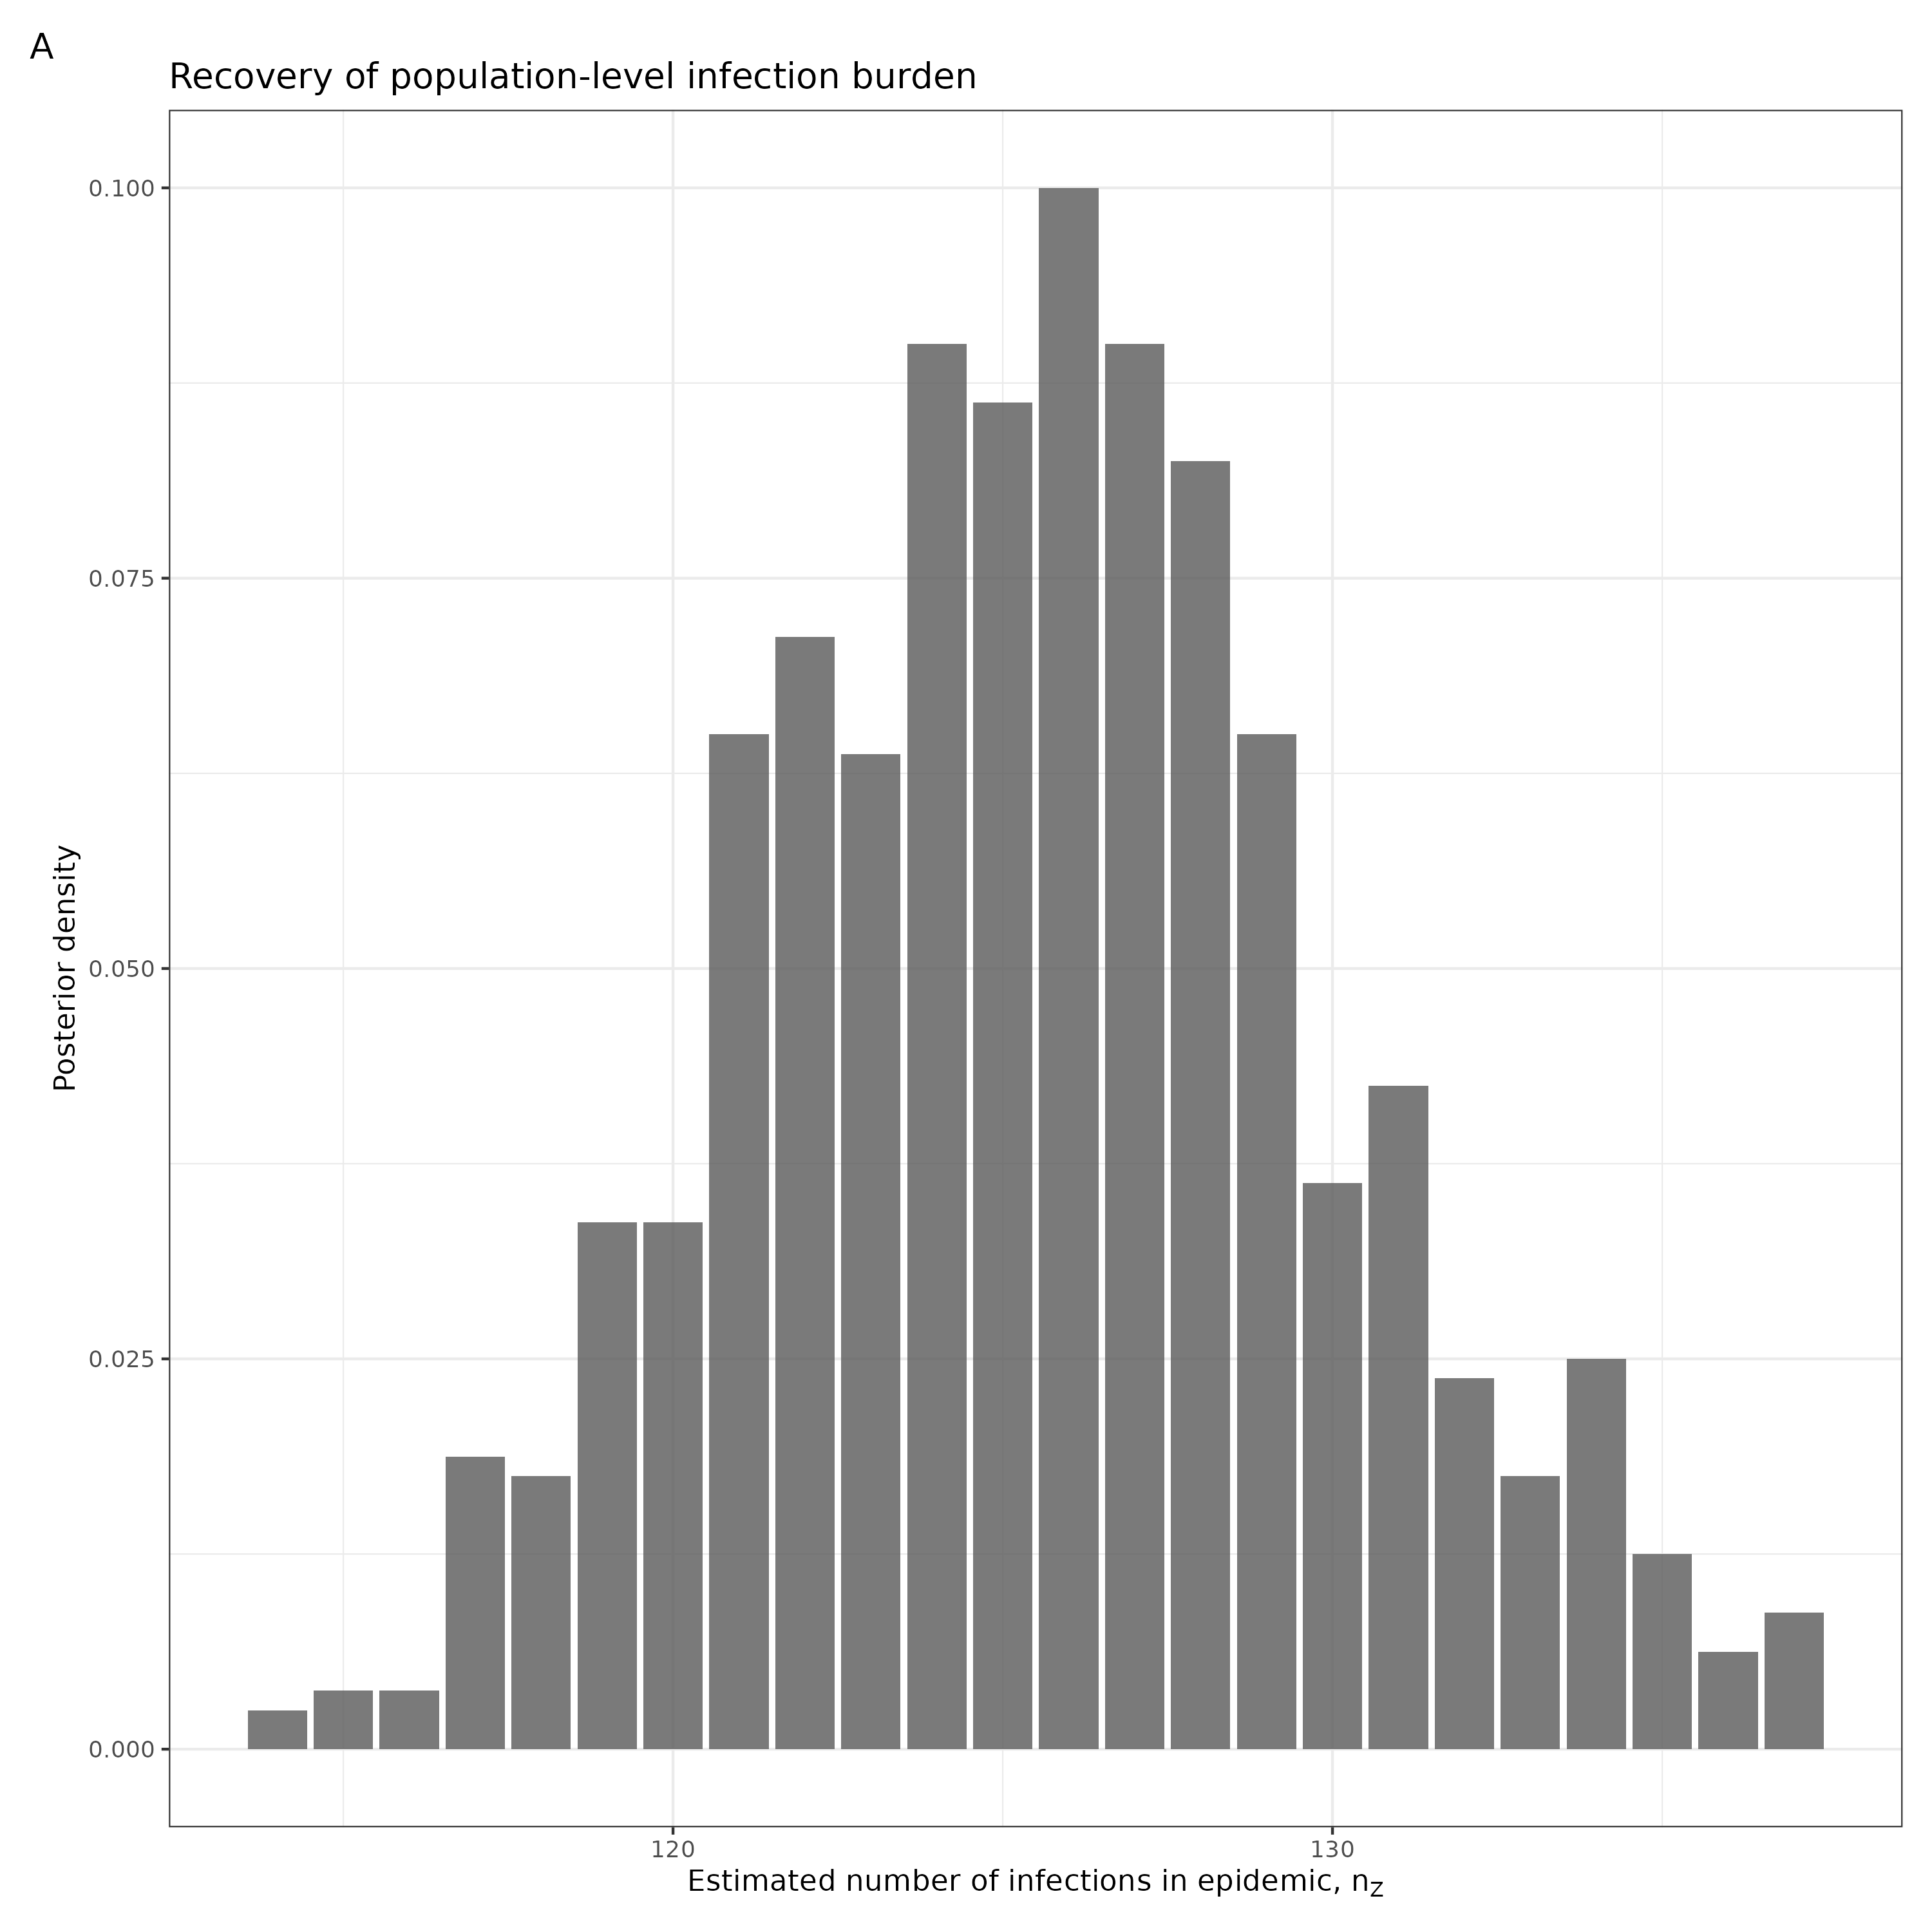 A
Recovery of population-level infection burden
0.100
0.075
0.050
0.025
0.000
Posterior density
120
130
Estimated number of infections in epidemic, nZ